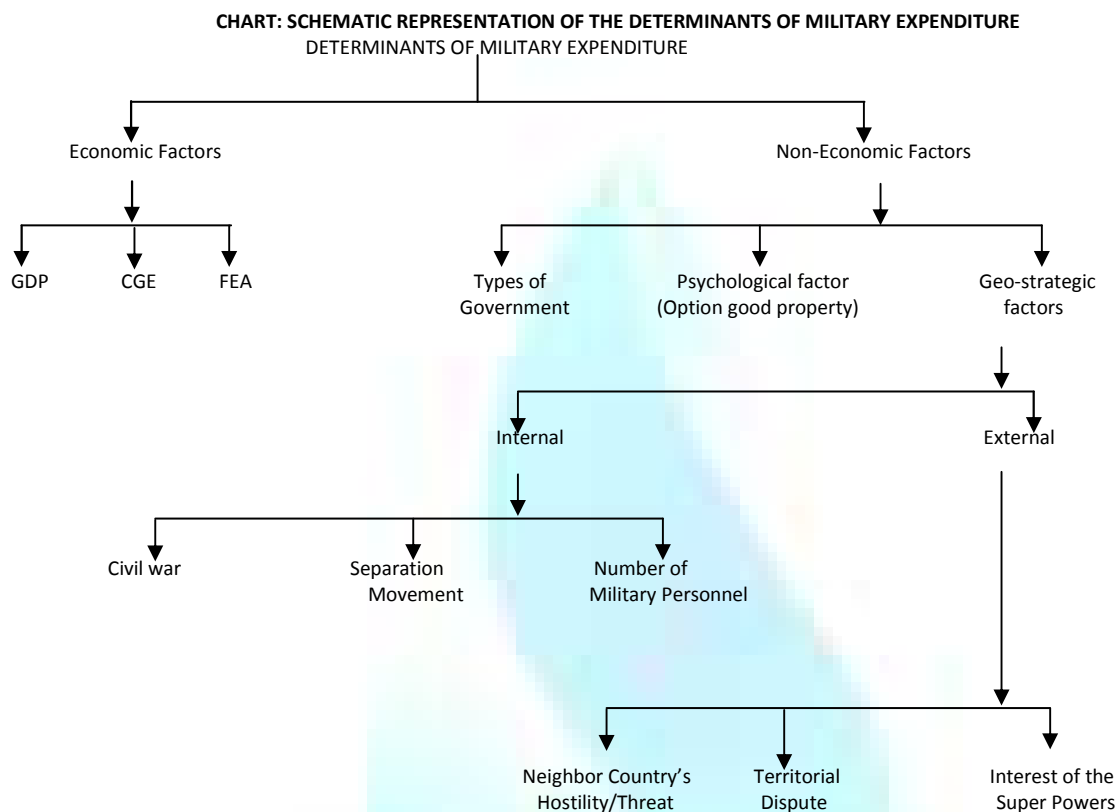 CHART: SCHEMATIC REPRESENTATION OF THE DETERMINANTS OF MILITARY EXPENDITURE
DETERMINANTS OF MILITARY EXPENDITURE
Economic Factors
Non-Economic Factors
GDP
CGE
FEA
Types of
Government
Psychological factor
(Option good property)
Geo-strategic
factors
Internal
External
Civil war
Separation
Movement
Number of
Military Personnel
Neighbor Country’s
Hostility/Threat
Territorial
Dispute
Interest of the
Super Powers